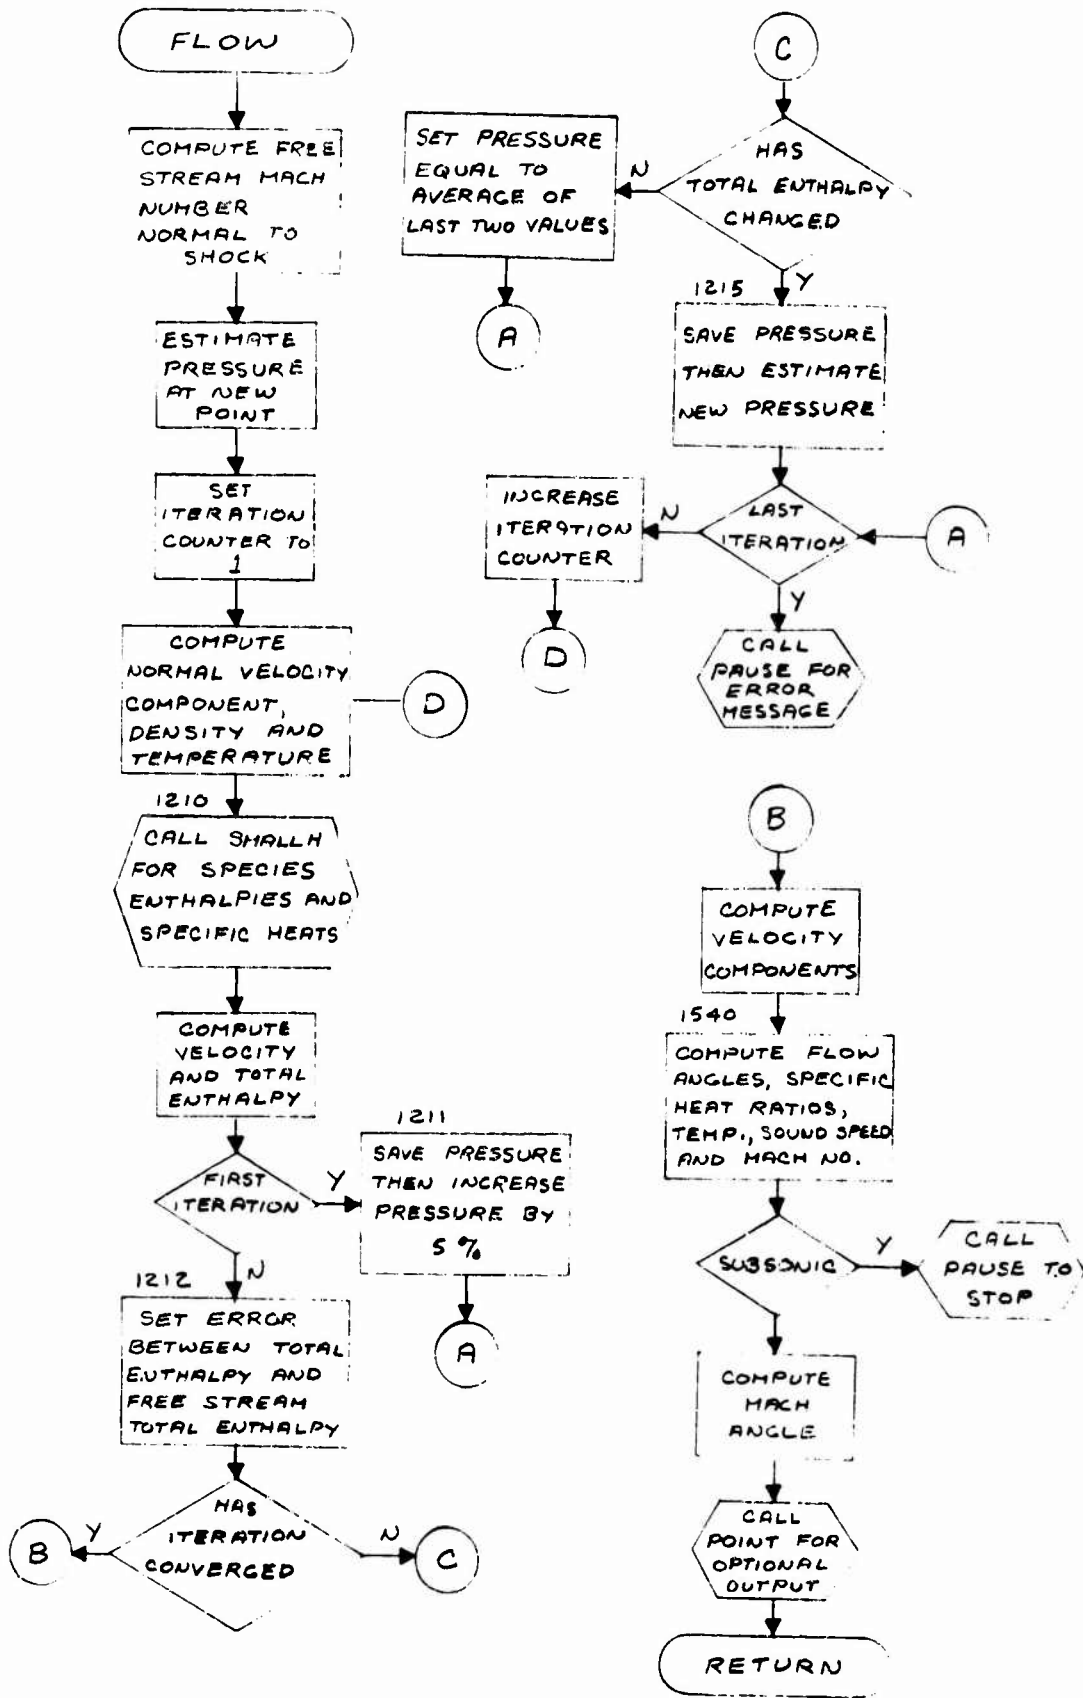 FLOW
COMPUTE FREE
STREAM MACH
NUMBER
NORMAL TO
SHOCK
ESTIMATE
PRESSURE
AT NEW
POINT
SET
ITERATION
COUNTER TO
1
COMPUTE
NORMAL VELOCITY
COMPONENT,
DENSITY AND
TEMPERATURE
D
1210
CALL SMALLH
FOR SPECIES
ENTHALPIES AND
SPECIFIC HEATS
COMPUTE
VELOCITY
AND TOTAL
ENTHALPY
FIRST
ITERATION
Y
N
1211
SAVE PRESSURE
THEN INCREASE
PRESSURE BY
5 %
A
1212
SET ERROR
BETWEEN TOTAL
ENTHALPY AND
FREE STREAM
TOTAL ENTHALPY
HAS
ITERATION
CONVERGED
Y
B
N
C
C
HAS
TOTAL ENTHALPY
CHANGED
N
Y
SET PRESSURE
EQUAL TO
AVERAGE OF
LAST TWO VALUES
A
1215
SAVE PRESSURE
THEN ESTIMATE
NEW PRESSURE
LAST
ITERATION
A
N
INCREASE
ITERATION
COUNTER
D
Y
CALL
PAUSE FOR
ERROR
MESSAGE
B
COMPUTE
VELOCITY
COMPONENTS
1540
COMPUTE FLOW
ANGLES, SPECIFIC
HEAT RATIOS,
TEMP., SOUND SPEED
AND MACH NO.
SUBSONIC
Y
CALL
PAUSE TO
STOP
COMPUTE
MACH
ANGLE
CALL
POINT FOR
OPTIONAL
OUTPUT
RETURN